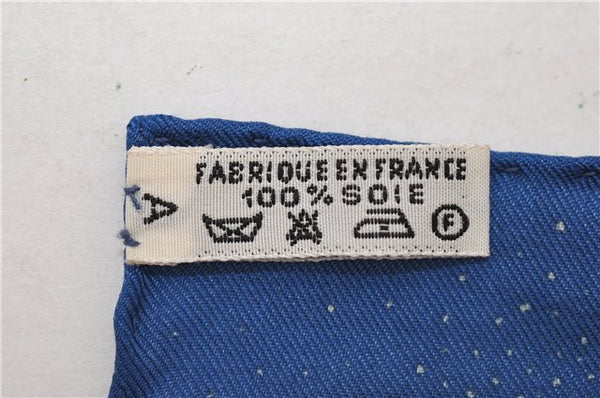 FABRIQUE EN FRANCE
100% SOIE
A
F